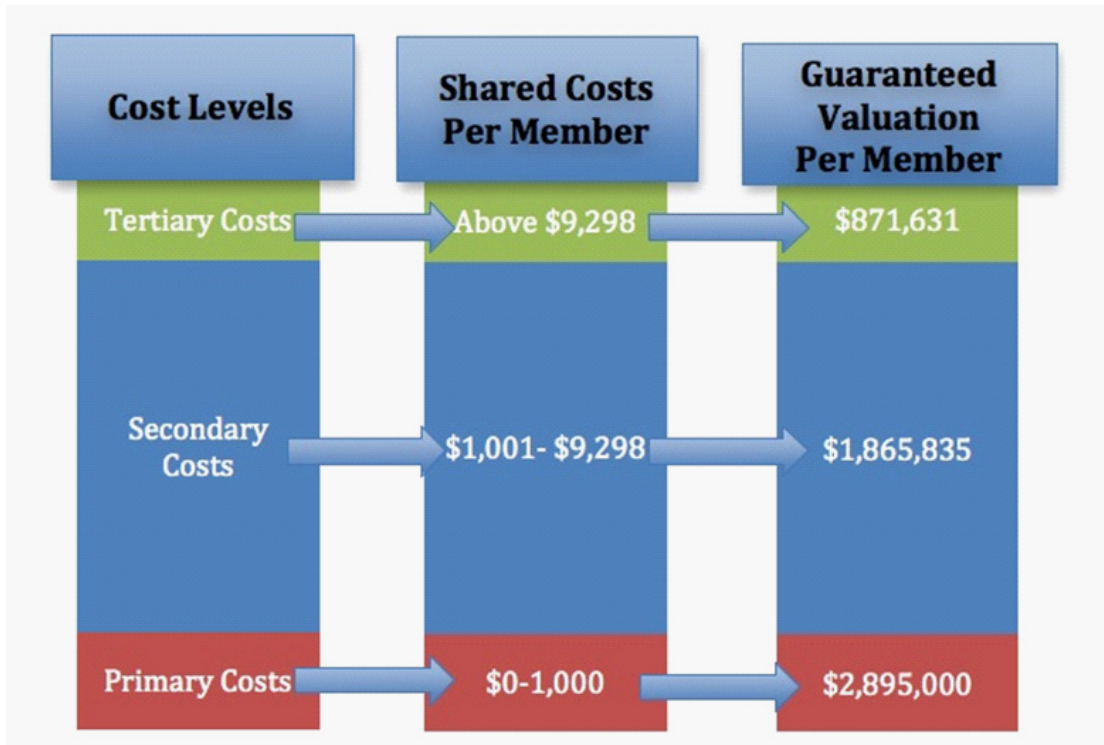 Cost Levels
Shared Costs
Per Member
Guaranteed
Valuation
Per Member
Tertiary Costs
Above $9,298
$871,631
Secondary
Costs
$1,001- $9,298
$1,865,835
Primary Costs
$0-1,000
$2,895,000